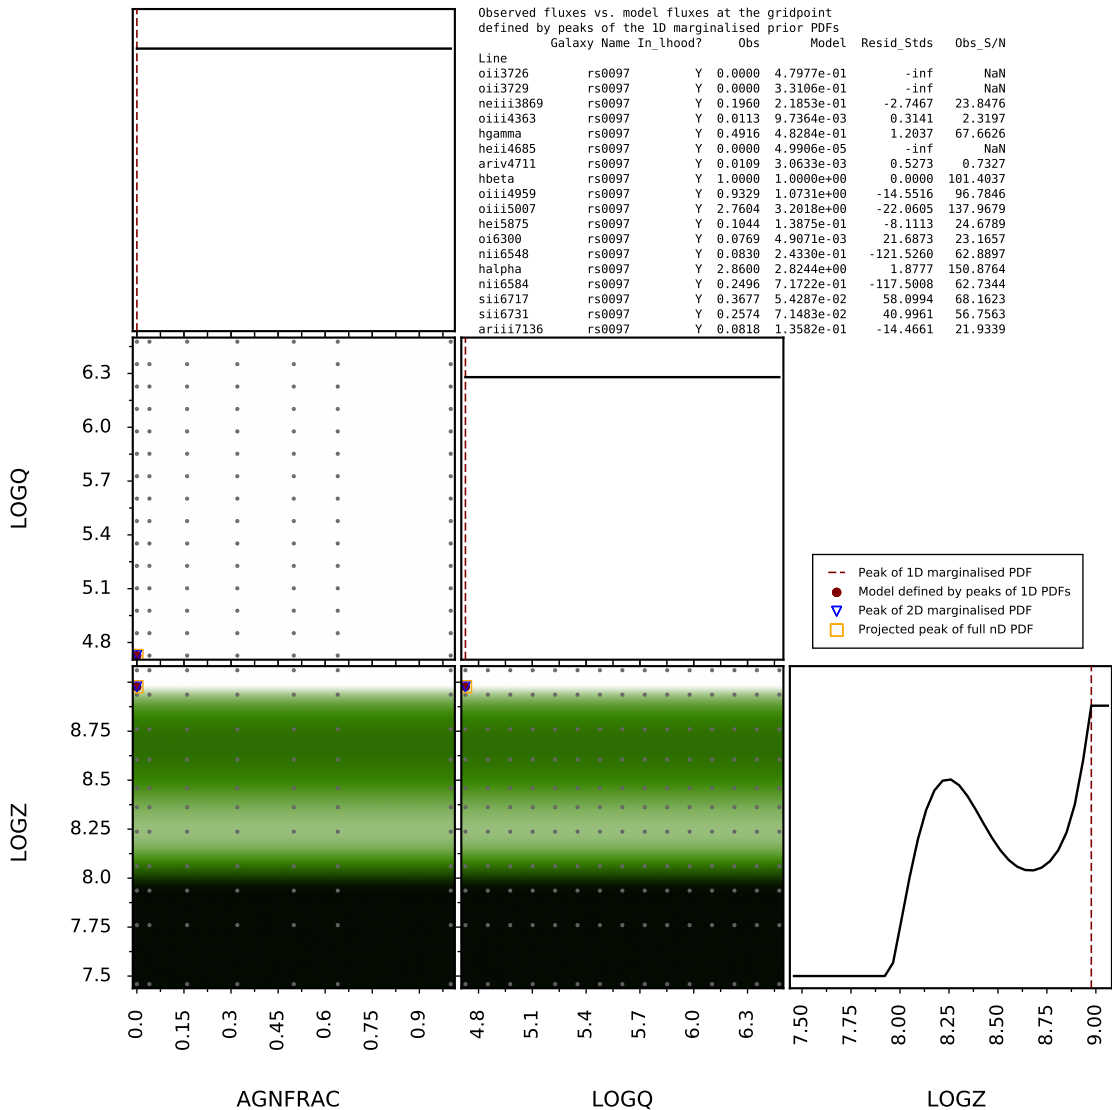 Observed fluxes vs. model fluxes at the gridpoint
defined by peaks of the 1D marginalised prior PDFs
Galaxy Name In_lhood? Obs Model Resid_Stds Obs_S/N
Line
oii3726 rs0097 Y 0.0000 4.7977e-01 -inf NaN
oii3729 rs0097 Y 0.0000 3.3106e-01 -inf NaN
neiii3869 rs0097 Y 0.1960 2.1853e-01 -2.7467 23.8476
oiii4363 rs0097 Y 0.0113 9.7364e-03 0.3141 2.3197
hgamma rs0097 Y 0.4916 4.8284e-01 1.2037 67.6626
heii4685 rs0097 Y 0.0000 4.9906e-05 -inf NaN
ariv4711 rs0097 Y 0.0109 3.0633e-03 0.5273 0.7327
hbeta rs0097 Y 1.0000 1.0000e+00 0.0000 101.4037
oiii4959 rs0097 Y 0.9329 1.0731e+00 -14.5516 96.7846
oiii5007 rs0097 Y 2.7604 3.2018e+00 -22.0605 137.9679
hei5875 rs0097 Y 0.1044 1.3875e-01 -8.1113 24.6789
oi6300 rs0097 Y 0.0769 4.9071e-03 21.6873 23.1657
nii6548 rs0097 Y 0.0830 2.4330e-01 -121.5260 62.8897
halpha rs0097 Y 2.8600 2.8244e+00 1.8777 150.8764
nii6584 rs0097 Y 0.2496 7.1722e-01 -117.5008 62.7344
sii6717 rs0097 Y 0.3677 5.4287e-02 58.0994 68.1623
sii6731 rs0097 Y 0.2574 7.1483e-02 40.9961 56.7563
ariii7136 rs0097 Y 0.0818 1.3582e-01 -14.4661 21.9339
LOGQ
6.3
6.0
5.7
5.4
5.1
4.8
Peak of 1D marginalised PDF
Model defined by peaks of 1D PDFs
Peak of 2D marginalised PDF
Projected peak of full nD PDF
LOGZ
8.75
8.5
8.25
8.0
7.75
7.5
0.0 0.15 0.3 0.45 0.6 0.75 0.9
4.8 5.1 5.4 5.7 6.0 6.3
7.50 7.75 8.00 8.25 8.50 8.75 9.00
AGNFRAC LOGQ LOGZ